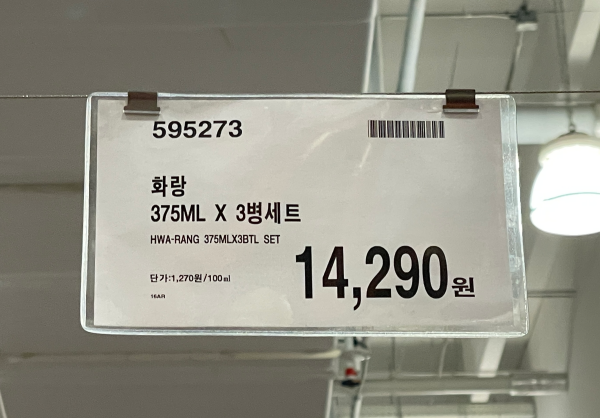 595273
화랑
375ML X 3병세트
HWA-RANG 375MLX3BTL SET
단가:1,270원/100㎖
14,290원
16AR